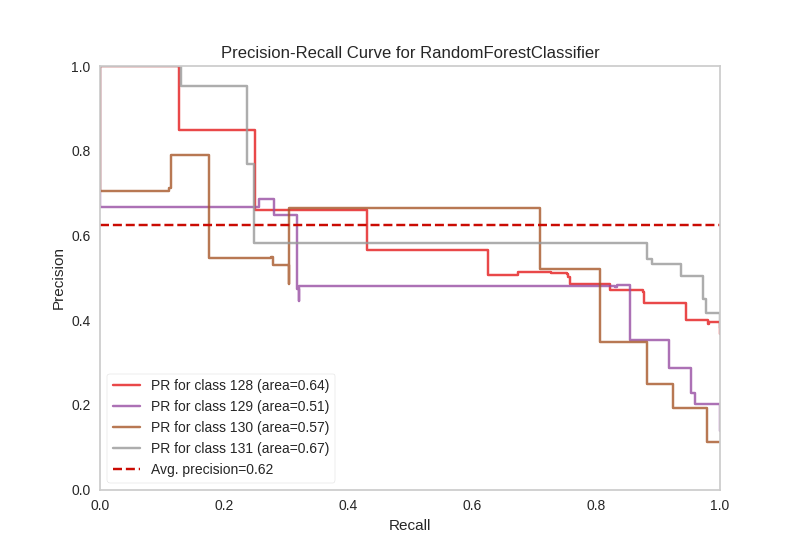 Precision-Recall Curve for RandomForestClassifier
1.0
0.8
0.6
0.4
0.2
0.0
Precision
PR for class 128 (area=0.64)
PR for class 129 (area=0.51)
PR for class 130 (area=0.57)
PR for class 131 (area=0.67)
Avg. precision=0.62
0.0 0.2 0.4 0.6 0.8 1.0
Recall